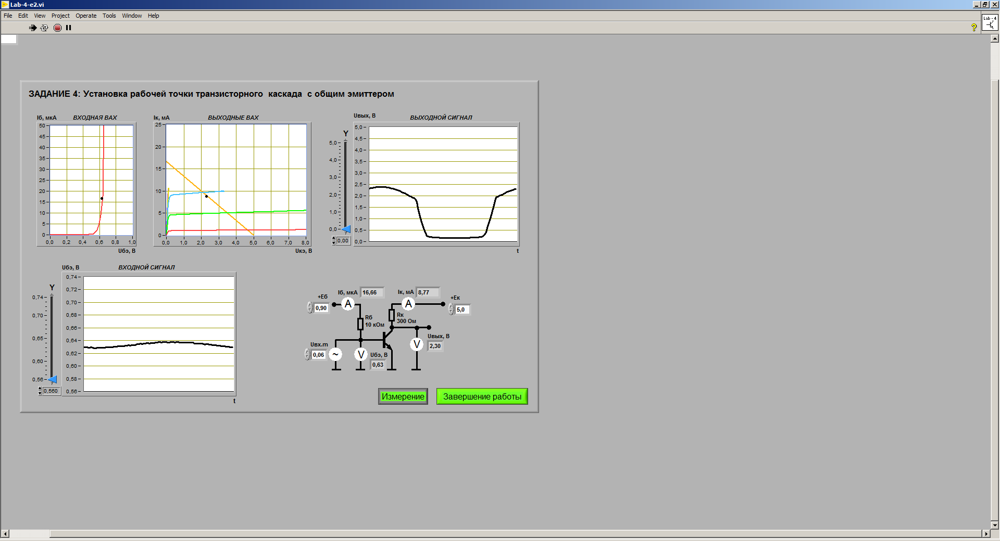 Lab-4-e2.vi
File Edit View Project Operate Tools Window Help
?
Lab - 4
ЗАДАНИЕ 4: Установка рабочей точки транзисторного каскада с общим эмиттером
Iб, мкА ВХОДНАЯ ВАХ
50
45
40
35
30
25
20
15
10
5
0
0,0 0,2 0,4 0,6 0,8 1,0
Uбэ, В
Iк, мА ВЫХОДНЫЕ ВАХ
25
20
15
10
5
0
0,0 1,0 2,0 3,0 4,0 5,0 6,0 7,0 8,0
Uкэ, В
Y
5,0
4,0
3,0
2,0
1,0
0,0
0,00
Uвых, В ВЫХОДНОЙ СИГНАЛ
5,0
4,5
4,0
3,5
3,0
2,5
2,0
1,5
1,0
0,5
0,0
t
Y
0,74
0,70
0,65
0,60
0,56
0,560
Uбэ, В ВХОДНОЙ СИГНАЛ
0,74
0,72
0,70
0,68
0,66
0,64
0,62
0,60
0,58
0,56
t
Iб, мкА 16,66 Iк, мА 8,77
+Eб A A +Eк
0,90 5,0
Rб
10 кОм
Rк
300 Ом
Uвх.m
0,06 ~ V Uбэ, В
0,63
V Uвых, В
2,30
Измерение Завершение работы